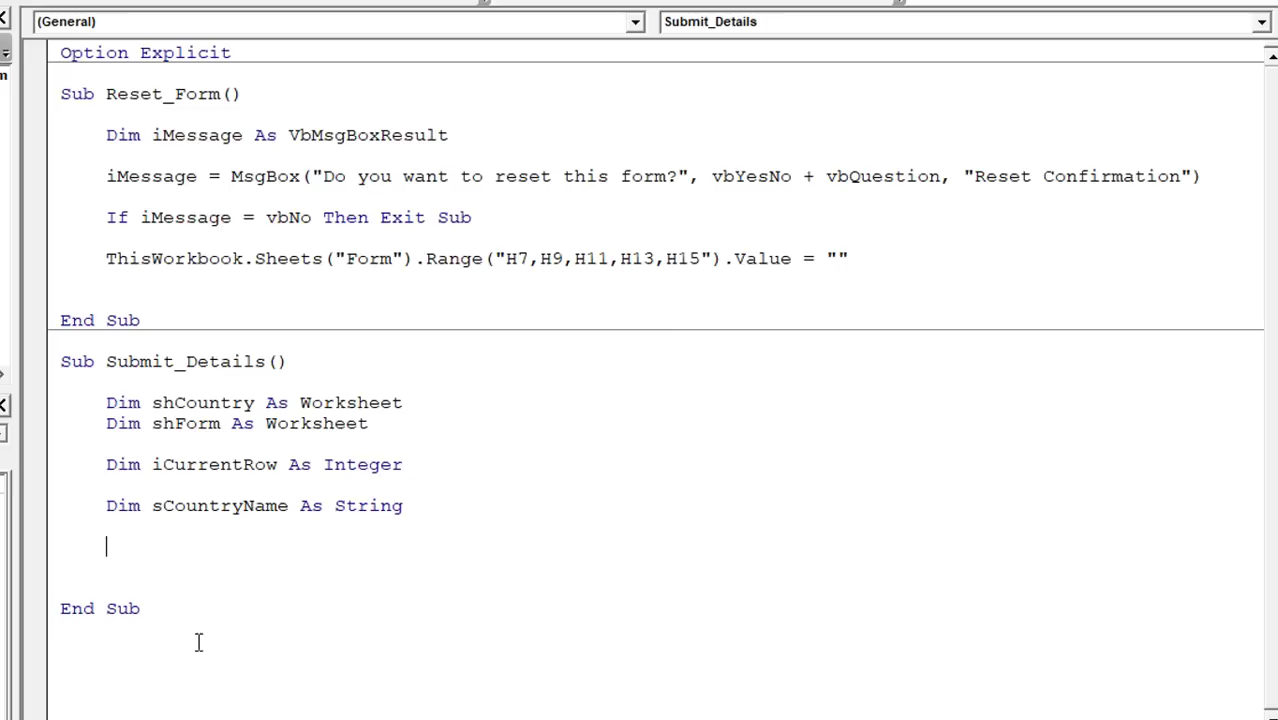 (General) Submit_Details
Option Explicit
Sub Reset_Form()
Dim iMessage As VbMsgBoxResult
iMessage = MsgBox("Do you want to reset this form?", vbYesNo + vbQuestion, "Reset Confirmation")
If iMessage = vbNo Then Exit Sub
ThisWorkbook.Sheets("Form").Range("H7,H9,H11,H13,H15").Value = ""
End Sub
Sub Submit_Details()
Dim shCountry As Worksheet
Dim shForm As Worksheet
Dim iCurrentRow As Integer
Dim sCountryName As String
End Sub